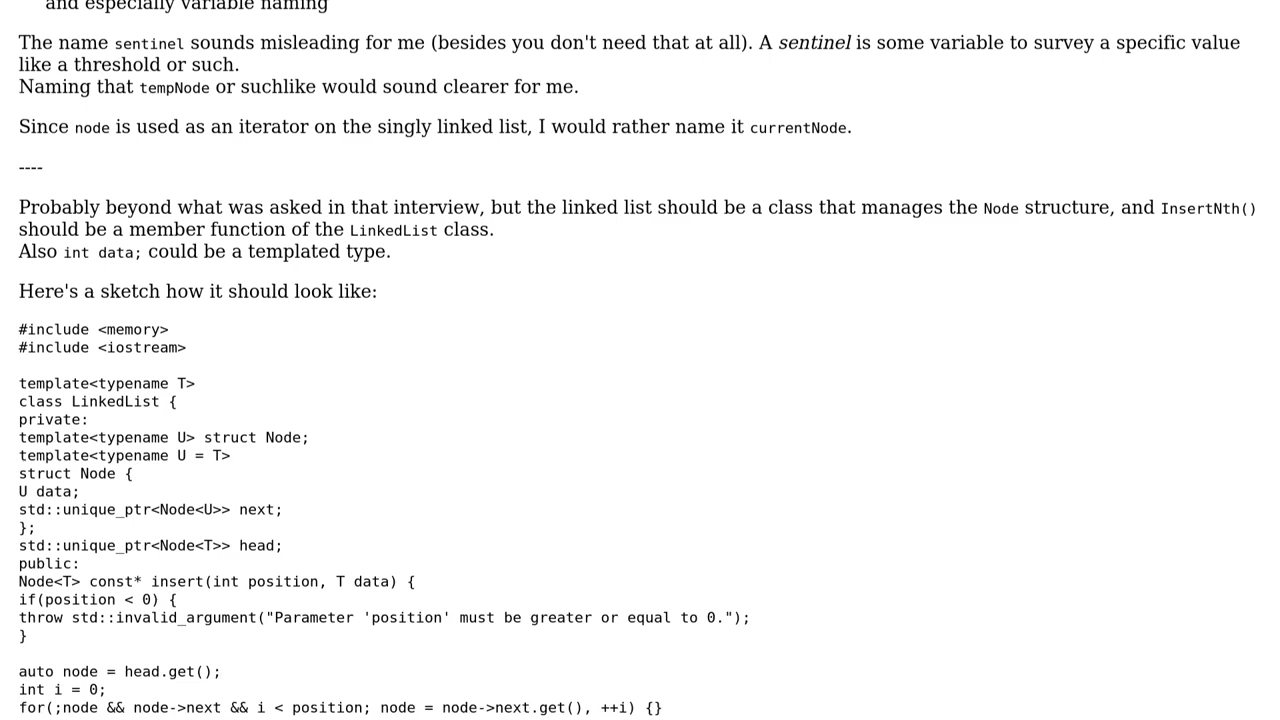 and especially variable naming
The name sentinel sounds misleading for me (besides you don't need that at all). A sentinel is some variable to survey a specific value
like a threshold or such.
Naming that tempNode or suchlike would sound clearer for me.
Since node is used as an iterator on the singly linked list, I would rather name it currentNode.
----
Probably beyond what was asked in that interview, but the linked list should be a class that manages the Node structure, and InsertNth()
should be a member function of the LinkedList class.
Also int data; could be a templated type.
Here's a sketch how it should look like:
#include <memory>
#include <iostream>
template<typename T>
class LinkedList {
private:
template<typename U> struct Node;
template<typename U = T>
struct Node {
U data;
std::unique_ptr<Node<U>> next;
};
std::unique_ptr<Node<T>> head;
public:
Node<T> const* insert(int position, T data) {
if(position < 0) {
throw std::invalid_argument("Parameter 'position' must be greater or equal to 0.");
}
auto node = head.get();
int i = 0;
for(;node && node->next && i < position; node = node->next.get(), ++i) {}